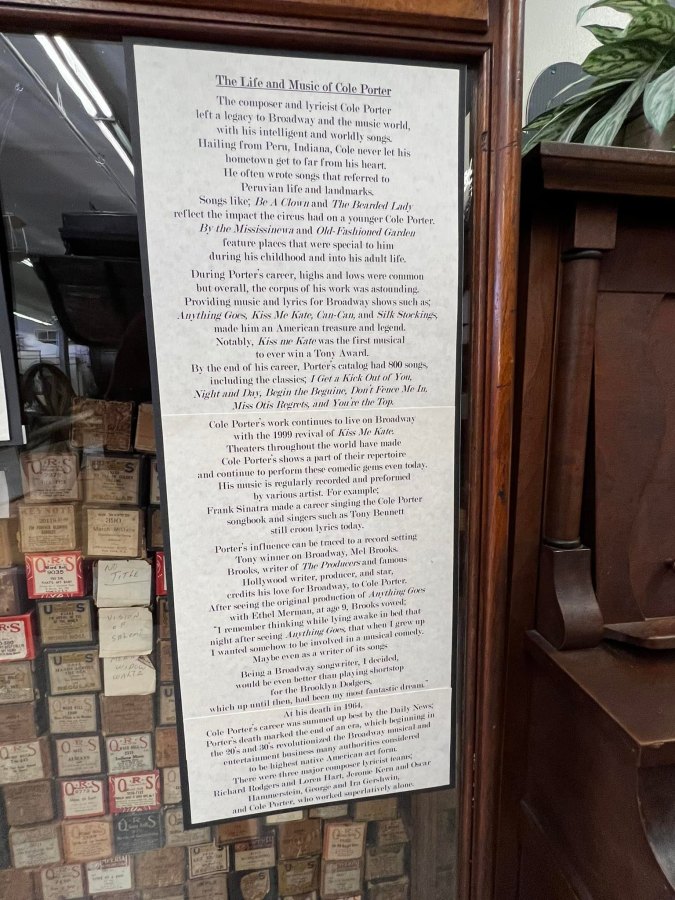 The Life and Music of Cole Porter
The composer and lyricist Cole Porter
left a legacy to Broadway and the music world,
with his intelligent and worldly songs.
Hailing from Peru, Indiana, Cole never let his
hometown get to far from his heart.
He often wrote songs that referred to
Peruvian life and landmarks.
Songs like; Be A Clown and The Bearded Lady
reflect the impact the circus had on a younger Cole Porter.
By the Mississinewa and Old-Fashioned Garden
feature places that were special to him
during his childhood and into his adult life.
During Porter's career, highs and lows were common
but overall, the corpus of his work was astounding.
Providing music and lyrics for Broadway shows such as;
Anything Goes, Kiss Me Kate, Can-Can, and Silk Stockings,
made him an American treasure and legend.
Notably, Kiss me Kate was the first musical
to ever win a Tony Award.
By the end of his career, Porter's catalog had 800 songs,
including the classics; I Get a Kick Out of You,
Night and Day, Begin the Beguine, Don't Fence Me In,
Miss Otis Regrets, and You're the Top.
Cole Porter's work continues to live on Broadway
with the 1999 revival of Kiss Me Kate.
Theaters throughout the world have made
Cole Porter's shows a part of their repertoire
and continue to perform these comedic gems even today.
His music is regularly recorded and preformed
by various artist. For example;
Frank Sinatra made a career singing the Cole Porter
songbook and singers such as Tony Bennett
still croon lyrics today.
Porter's influence can be traced to a record setting
Tony winner on Broadway, Mel Brooks.
Brooks, writer of The Producers and famous
Hollywood writer, producer, and star,
credits his love for Broadway, to Cole Porter.
After seeing the original production of Anything Goes
with Ethel Merman, at age 9, Brooks vowed;
"I remember thinking while lying awake in bed that
night after seeing Anything Goes, that when I grew up
I wanted somehow to be involved in a musical comedy.
Maybe even as a writer of its songs
Being a Broadway songwriter, I decided,
would be even better than playing shortstop
for the Brooklyn Dodgers,
which up until then, had been my most fantastic dream."
At his death in 1964,
Cole Porter's career was summed up best by the Daily News;
Porter's death marked the end of an era, which beginning in
the 20's and 30's revolutionized the Broadway musical and
entertainment business many authorities considered
to be highest native American art form.
There were three major composer lyricist teams;
Richard Rodgers and Loren Hart, Jerome Kern and Oscar
Hammerstein, George and Ira Gershwin,
and Cole Porter, who worked superlatively alone.
Q·R·S
U.S
KEYNOTE
Q·R·S
NO
TITLE
VISION
OF
SALOME
WIDOW
WALTZ
Q·R·S
U.S
Q·R·S
Q·R·S
Q·R·S
Q·R·S